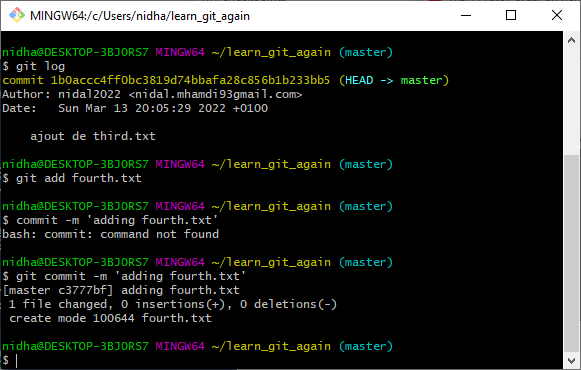 MINGW64:/c/Users/nidha/learn_git_again
nidha@DESKTOP-3BJORS7 MINGW64 ~/learn_git_again (master)
$ git log
commit 1b0accc4ff0bc3819d74bbafa28c856b1b233bb5 (HEAD -> master)
Author: nidal2022 <nidal.mhamdi93gmail.com>
Date:   Sun Mar 13 20:05:29 2022 +0100
    ajout de third.txt
nidha@DESKTOP-3BJORS7 MINGW64 ~/learn_git_again (master)
$ git add fourth.txt
nidha@DESKTOP-3BJORS7 MINGW64 ~/learn_git_again (master)
$ commit -m 'adding fourth.txt'
bash: commit: command not found
nidha@DESKTOP-3BJORS7 MINGW64 ~/learn_git_again (master)
$ git commit -m 'adding fourth.txt'
[master c3777bf] adding fourth.txt
 1 file changed, 0 insertions(+), 0 deletions(-)
 create mode 100644 fourth.txt
nidha@DESKTOP-3BJORS7 MINGW64 ~/learn_git_again (master)
$